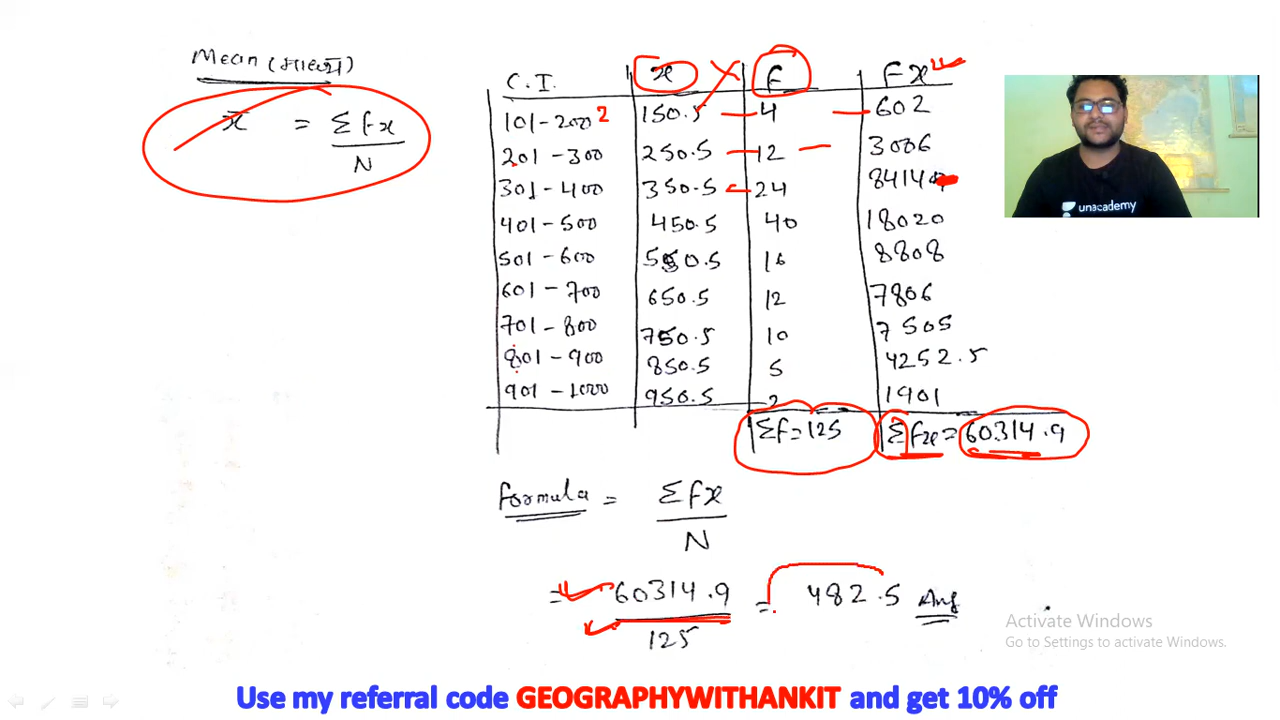 Mean (माध्य)
x̄ = Σfx
N
C.I. x f fx
101-200 2 150.5 4 602
201-300 250.5 12 3006
301-400 350.5 24 8414
401-500 450.5 40 18020
501-600 550.5 16 8808
601-700 650.5 12 7806
701-800 750.5 10 7505
801-900 850.5 5 4252.5
901-1000 950.5 2 1901
Σf=125 Σfx=60314.9
formula = Σfx
N
= 60314.9 = 482.5 Ans
125
unacademy
Activate Windows
Go to Settings to activate Windows.
Use my referral code GEOGRAPHYWITHANKIT and get 10% off